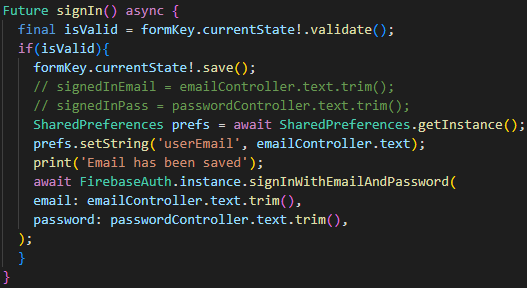 Future signIn() async {
  final isValid = formKey.currentState!.validate();
  if(isValid){
    formKey.currentState!.save();
    // signedInEmail = emailController.text.trim();
    // signedInPass = passwordController.text.trim();
    SharedPreferences prefs = await SharedPreferences.getInstance();
    prefs.setString('userEmail', emailController.text);
    print('Email has been saved');
    await FirebaseAuth.instance.signInWithEmailAndPassword(
    email: emailController.text.trim(),
    password: passwordController.text.trim(),
  );
  }
}